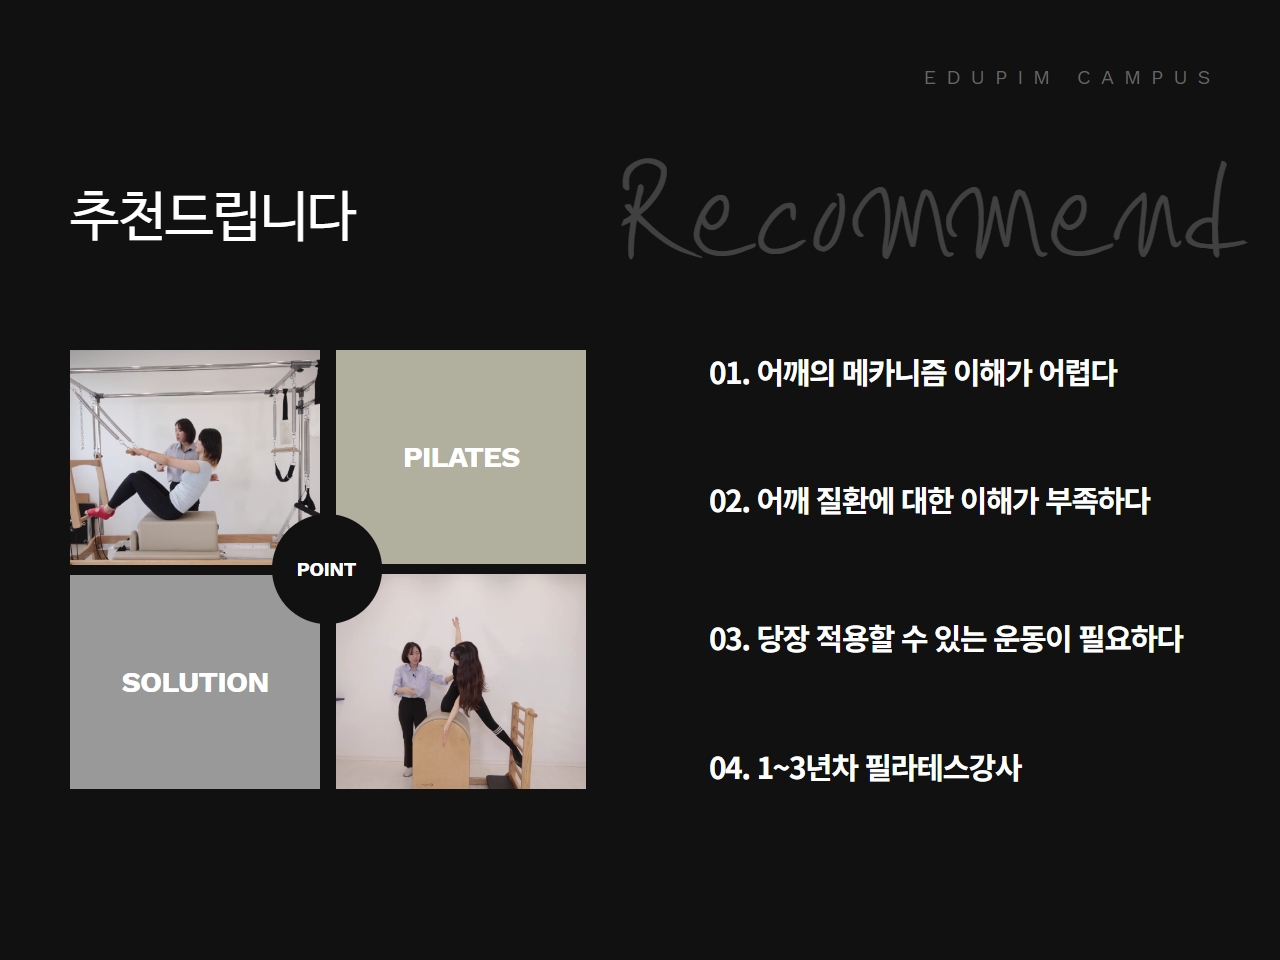 EDUPIM CAMPUS
추천드립니다
Recommend
PILATES
POINT
SOLUTION
01. 어깨의 메카니즘 이해가 어렵다
02. 어깨 질환에 대한 이해가 부족하다
03. 당장 적용할 수 있는 운동이 필요하다
04. 1~3년차 필라테스강사